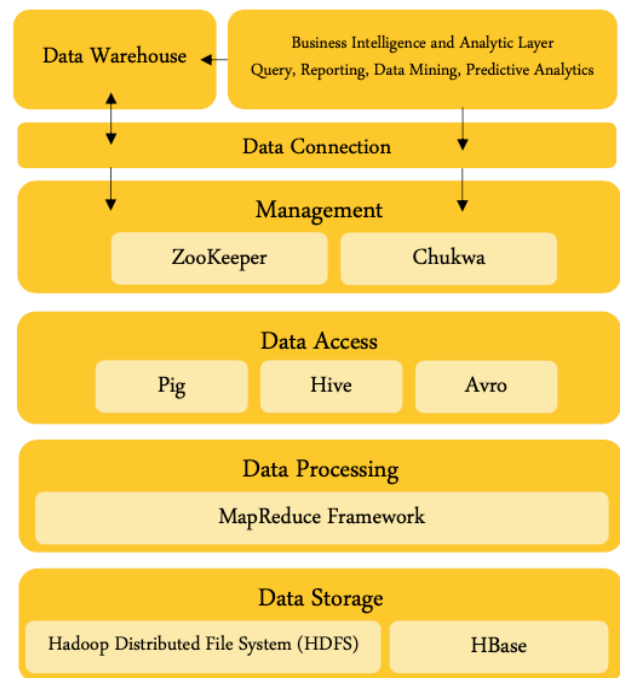 Data Warehouse
Business Intelligence and Analytic Layer
Query, Reporting, Data Mining, Predictive Analytics
Data Connection
Management
ZooKeeper
Chukwa
Data Access
Pig
Hive
Avro
Data Processing
MapReduce Framework
Data Storage
Hadoop Distributed File System (HDFS)
HBase